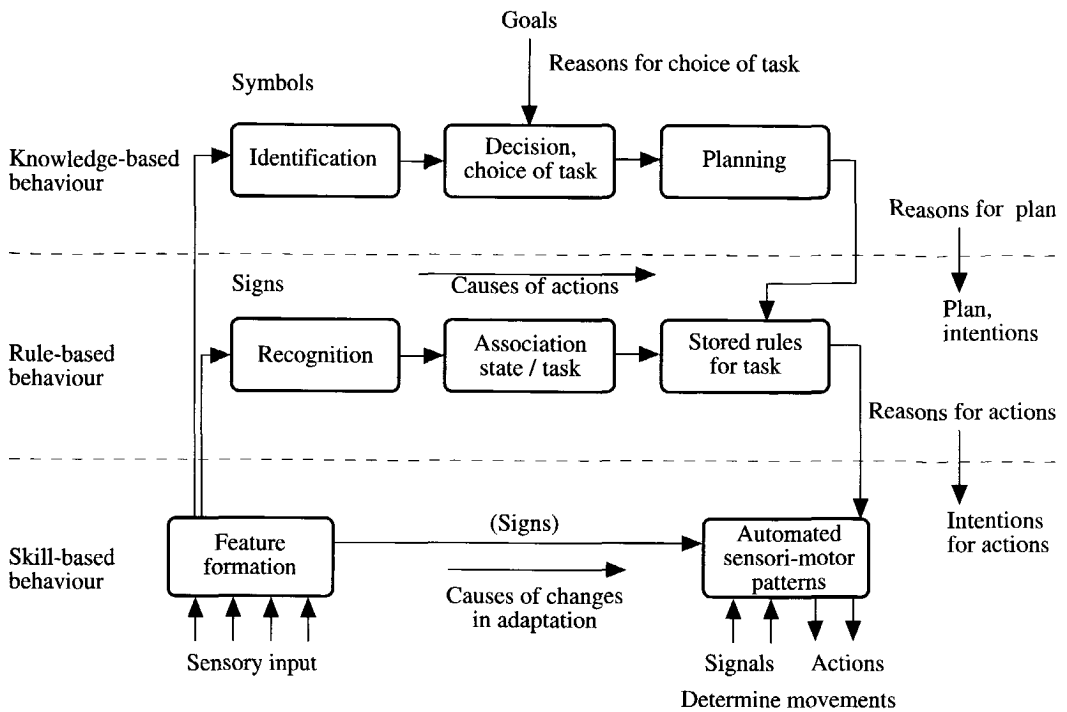 Goals
Reasons for choice of task
Symbols
Knowledge-based
behaviour
Identification
Decision,
choice of task
Planning
Reasons for plan
Signs
Causes of actions
Plan,
intentions
Rule-based
behaviour
Recognition
Association
state / task
Stored rules
for task
Reasons for actions
(Signs)
Skill-based
behaviour
Feature
formation
Automated
sensori-motor
patterns
Intentions
for actions
Causes of changes
in adaptation
Sensory input
Signals
Actions
Determine movements